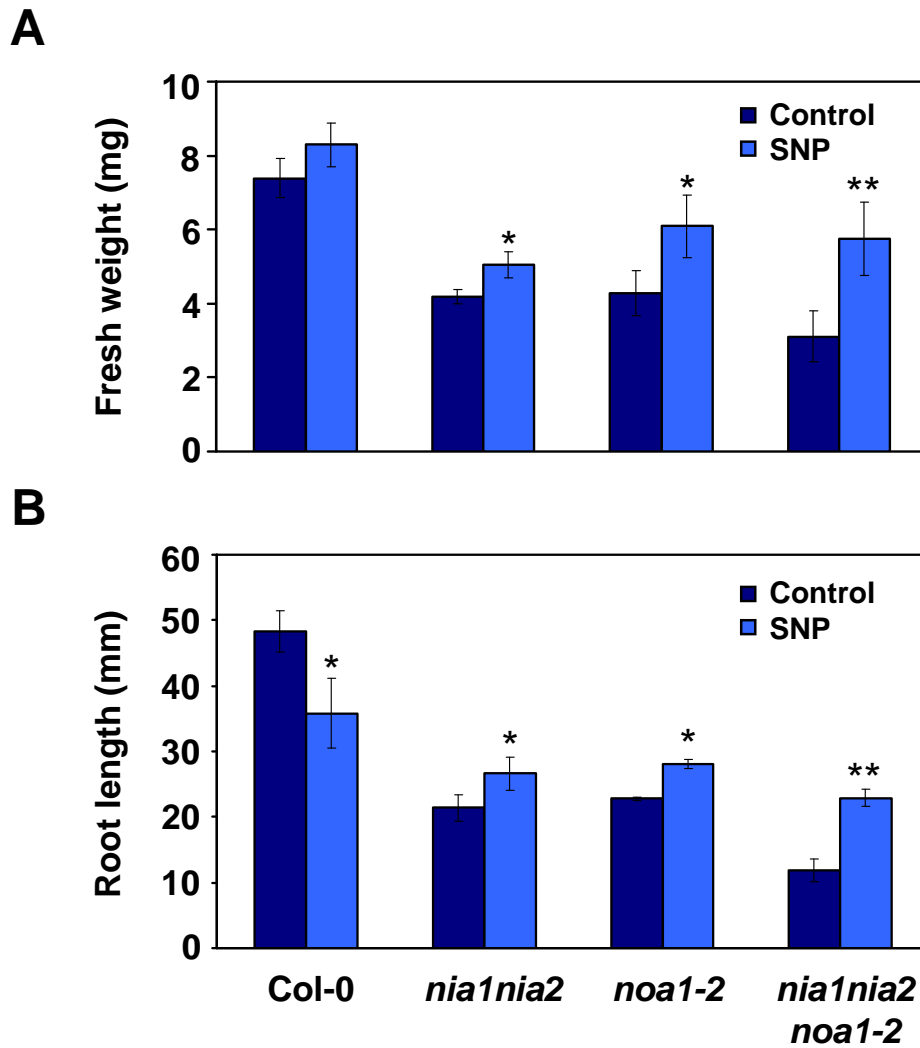 A
Fresh weight (mg)
10
8
6
4
2
0
Control
SNP
*
*
**
B
Root length (mm)
60
50
40
30
20
10
0
Control
SNP
*
*
*
**
Col-0
nia1nia2
noa1-2
nia1nia2
noa1-2